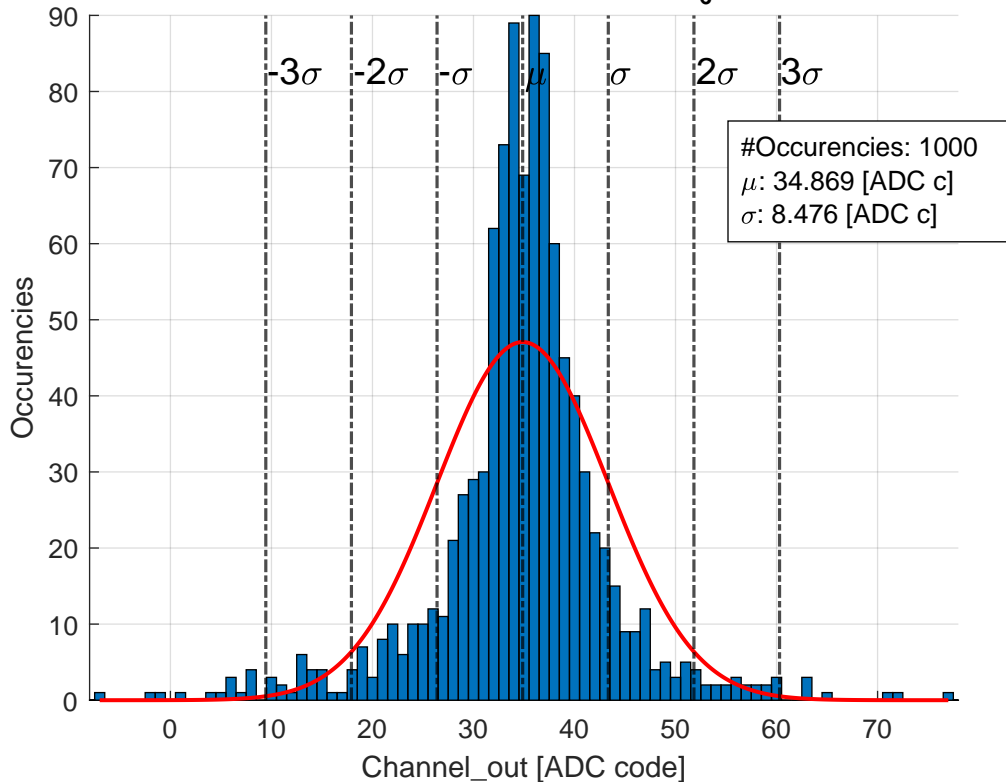 0
90
80
70
60
50
40
30
20
10
0
-3σ -2σ -σ μ σ 2σ 3σ
#Occurencies: 1000
μ: 34.869 [ADC c]
σ: 8.476 [ADC c]
Occurencies
0 10 20 30 40 50 60 70
Channel_out [ADC code]